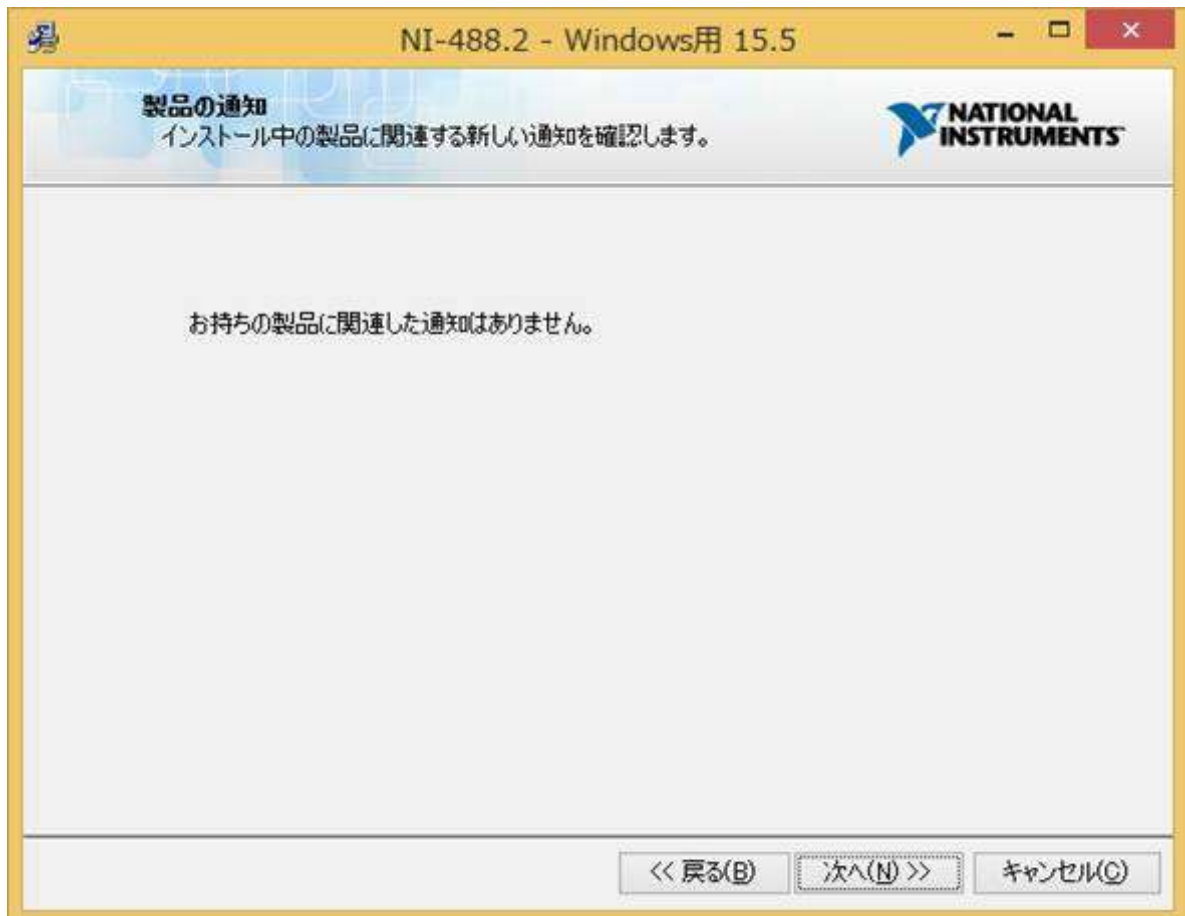 NI-488.2 - Windows用 15.5
製品の通知
インストール中の製品に関連する新しい通知を確認します。
NATIONAL
INSTRUMENTS™
お持ちの製品に関連した通知はありません。
<< 戻る(B)
次へ(N) >>
キャンセル(C)